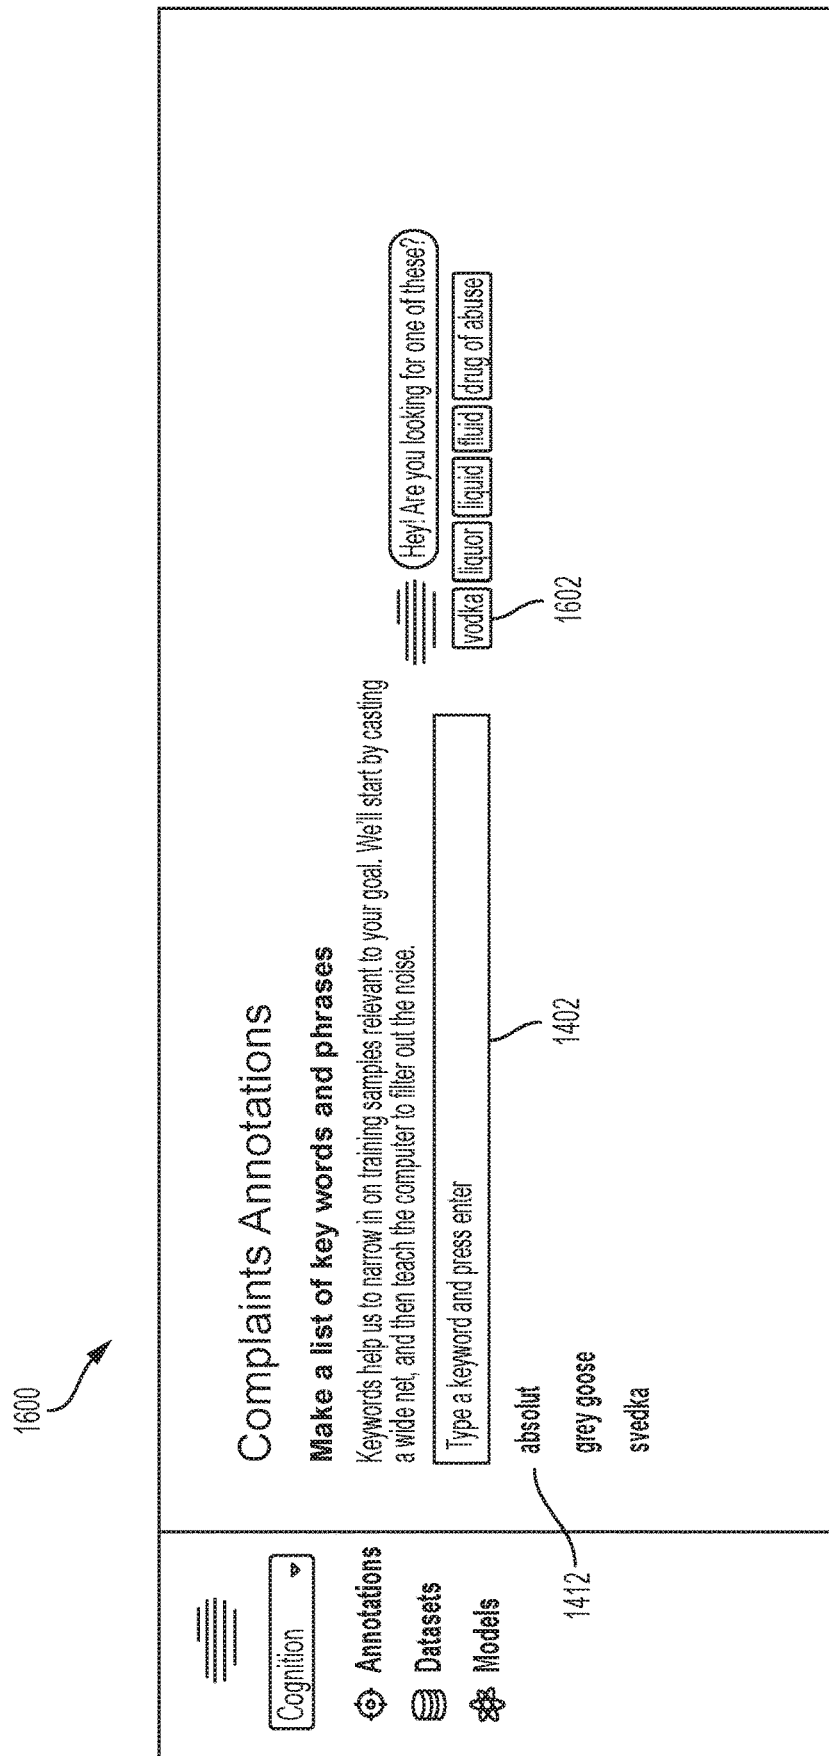 1600
Cognition
Annotations
Datasets
Models
Complaints Annotations
Make a list of key words and phrases
Keywords help us to narrow in on training samples relevant to your goal. We'll start by casting
a wide net, and then teach the computer to filter out the noise.
Type a keyword and press enter
1402
absolut
grey goose
svedka
1412
Hey! Are you looking for one of these?
vodka liquor liquid fluid drug of abuse
1602